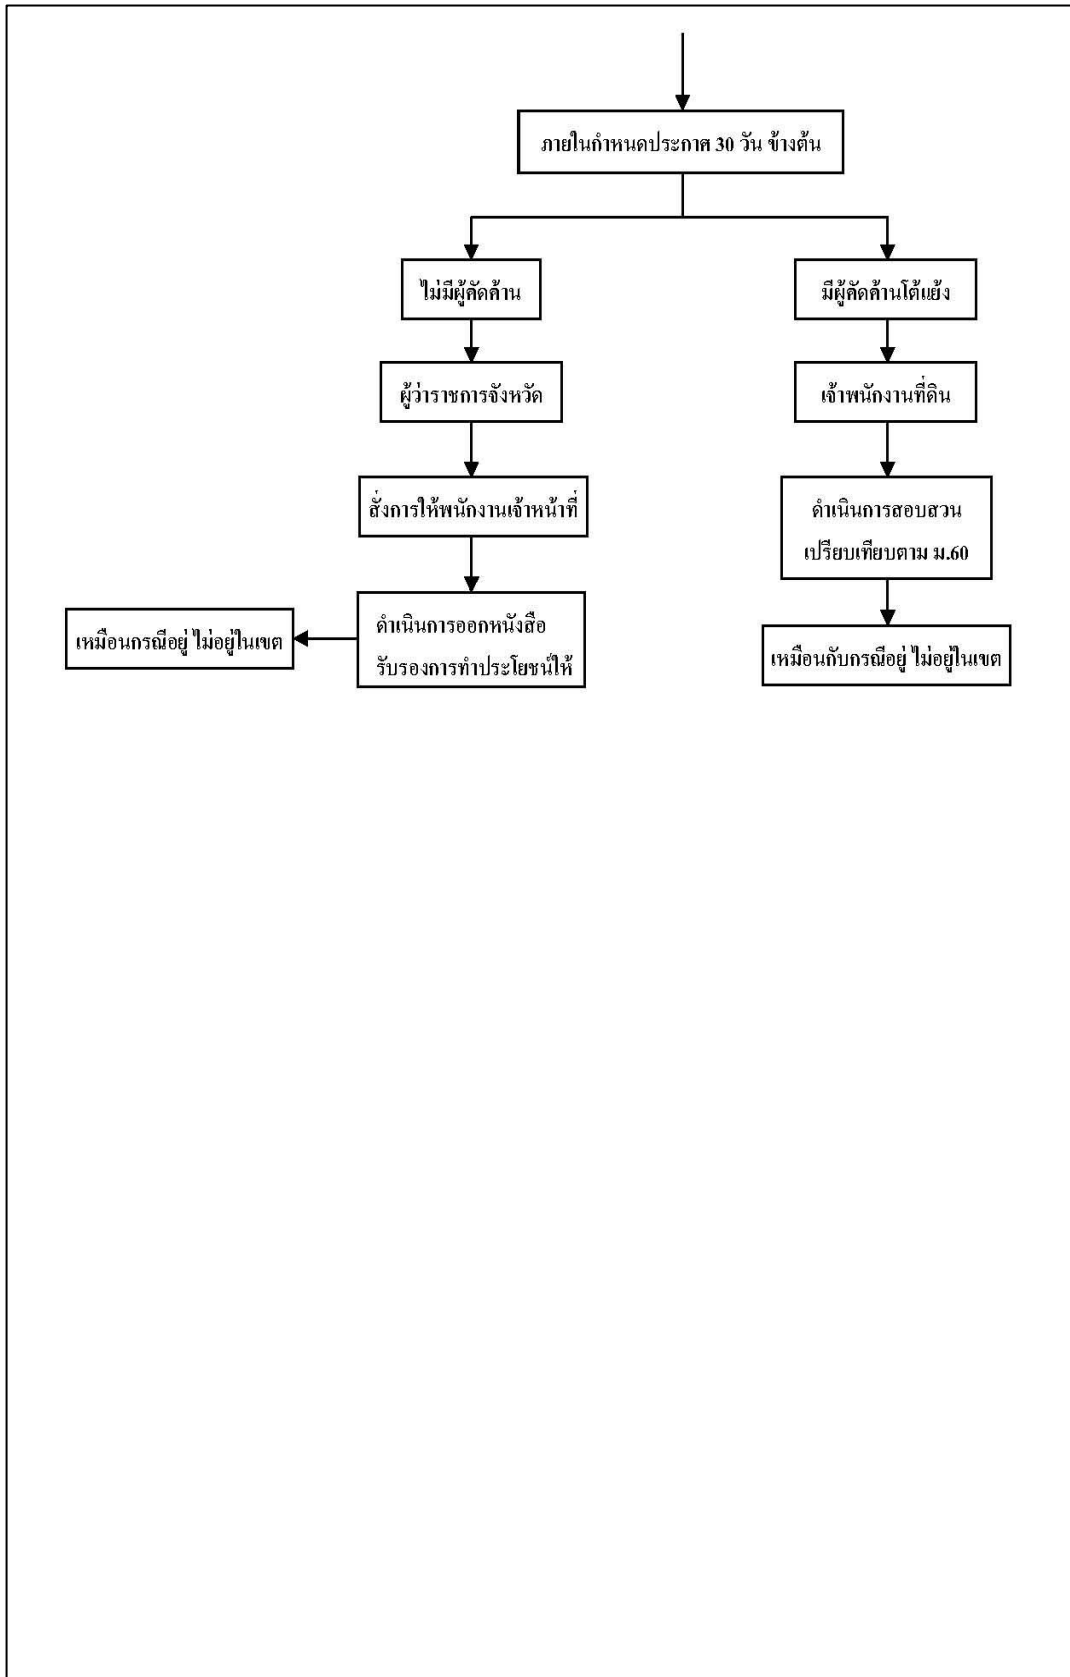 ภายในกำหนดประกาศ 30 วัน ข้างต้น
ไม่มีผู้คัดค้าน
มีผู้คัดค้านโต้แย้ง
ผู้ว่าราชการจังหวัด
เจ้าพนักงานที่ดิน
สั่งการให้พนักงานเจ้าหน้าที่
ดำเนินการสอบสวน
เปรียบเทียบตาม ม.60
เหมือนกรณีอยู่ ไม่อยู่ในเขต
ดำเนินการออกหนังสือ
รับรองการทำประโยชน์ให้
เหมือนกับกรณีอยู่ ไม่อยู่ในเขต